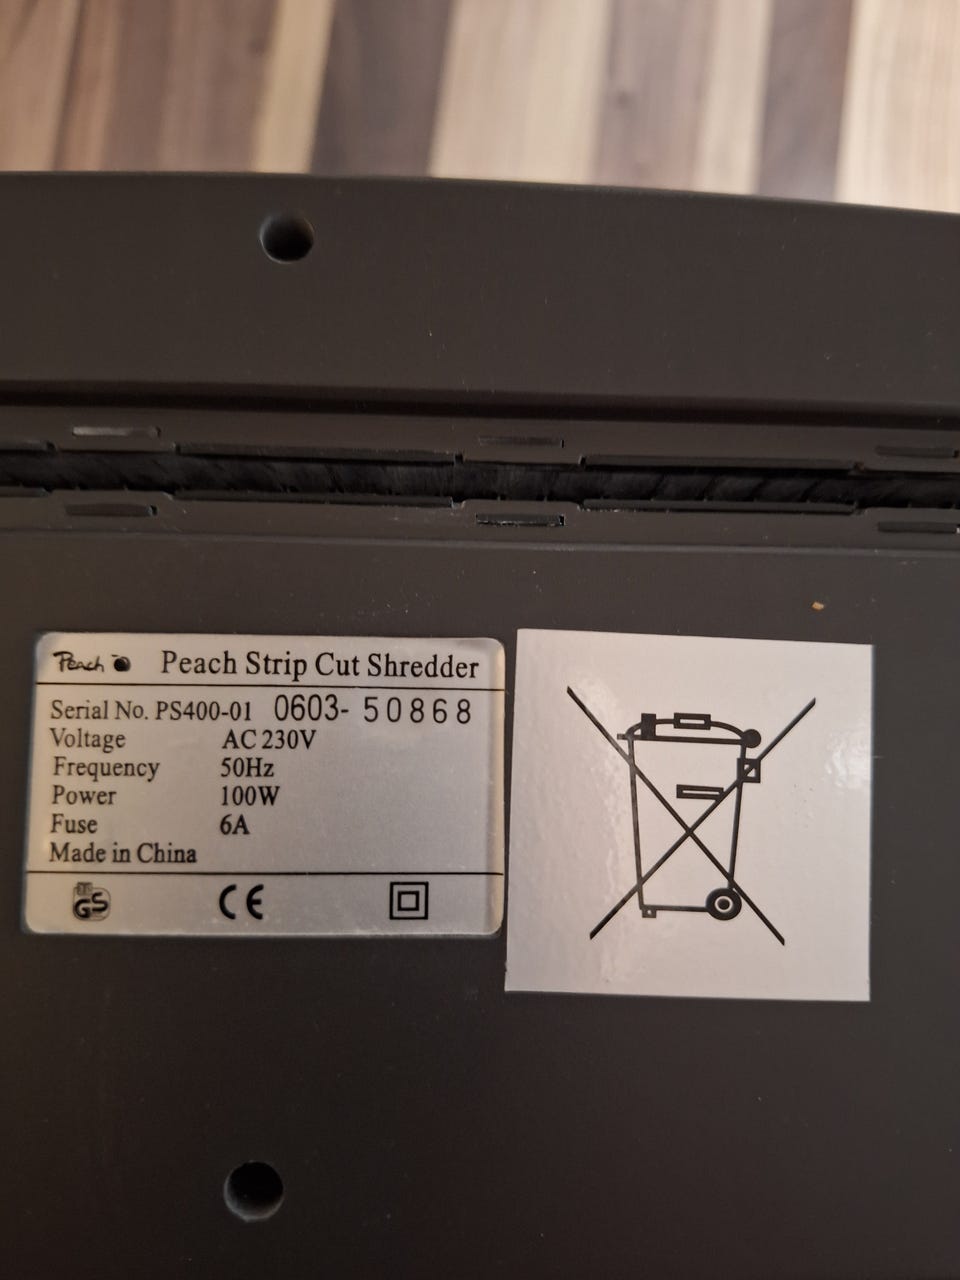 Peach Peach Strip Cut Shredder
Serial No. PS400-01 0603- 50868
Voltage AC 230V
Frequency 50Hz
Power 100W
Fuse 6A
Made in China
GS CE